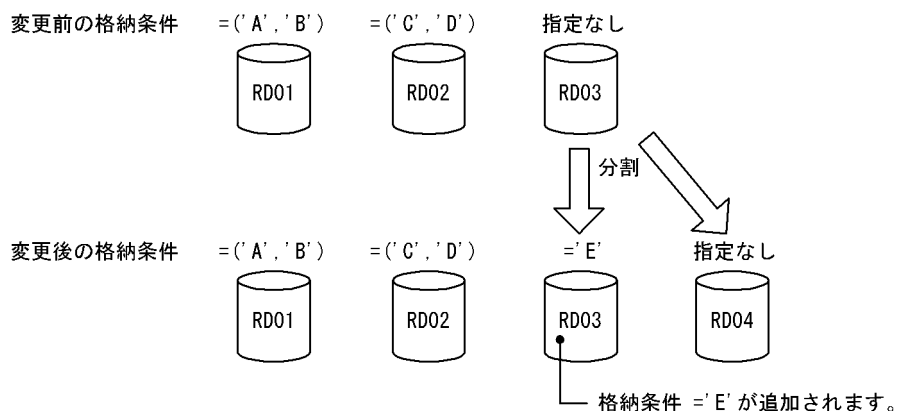 変更前の格納条件 =('A','B') =('C','D') 指定なし
RD01 RD02 RD03
分割
変更後の格納条件 =('A','B') =('C','D') ='E' 指定なし
RD01 RD02 RD03 RD04
格納条件 ='E'が追加されます。